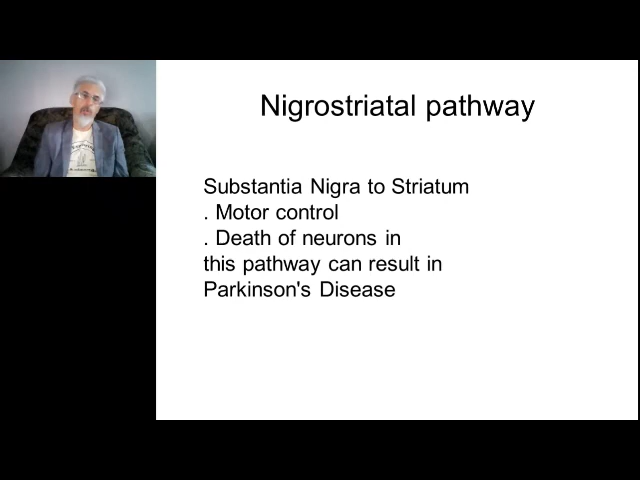 Nigrostriatal pathway
Substantia Nigra to Striatum
. Motor control
. Death of neurons in
this pathway can result in
Parkinson's Disease